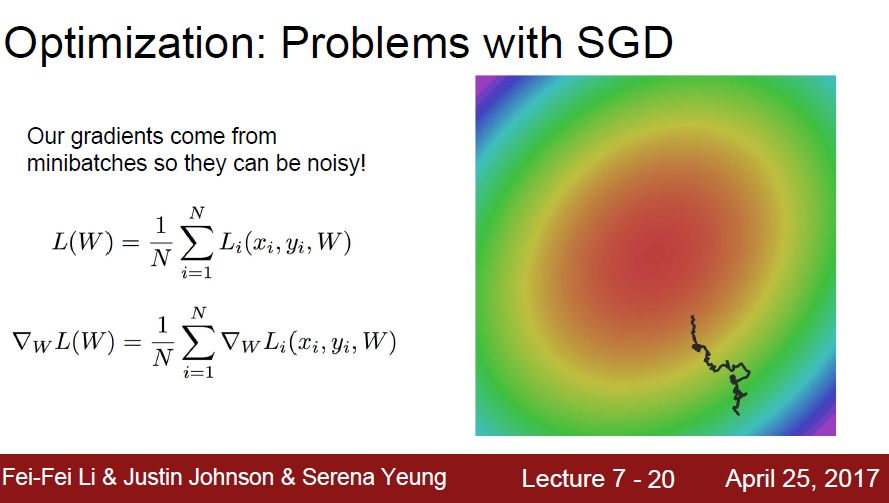 Optimization: Problems with SGD
Our gradients come from
minibatches so they can be noisy!
L(W) = \frac{1}{N} \sum_{i=1}^{N} L_i(x_i, y_i, W)
\nabla_W L(W) = \frac{1}{N} \sum_{i=1}^{N} \nabla_W L_i(x_i, y_i, W)
Fei-Fei Li & Justin Johnson & Serena Yeung Lecture 7 - 20 April 25, 2017